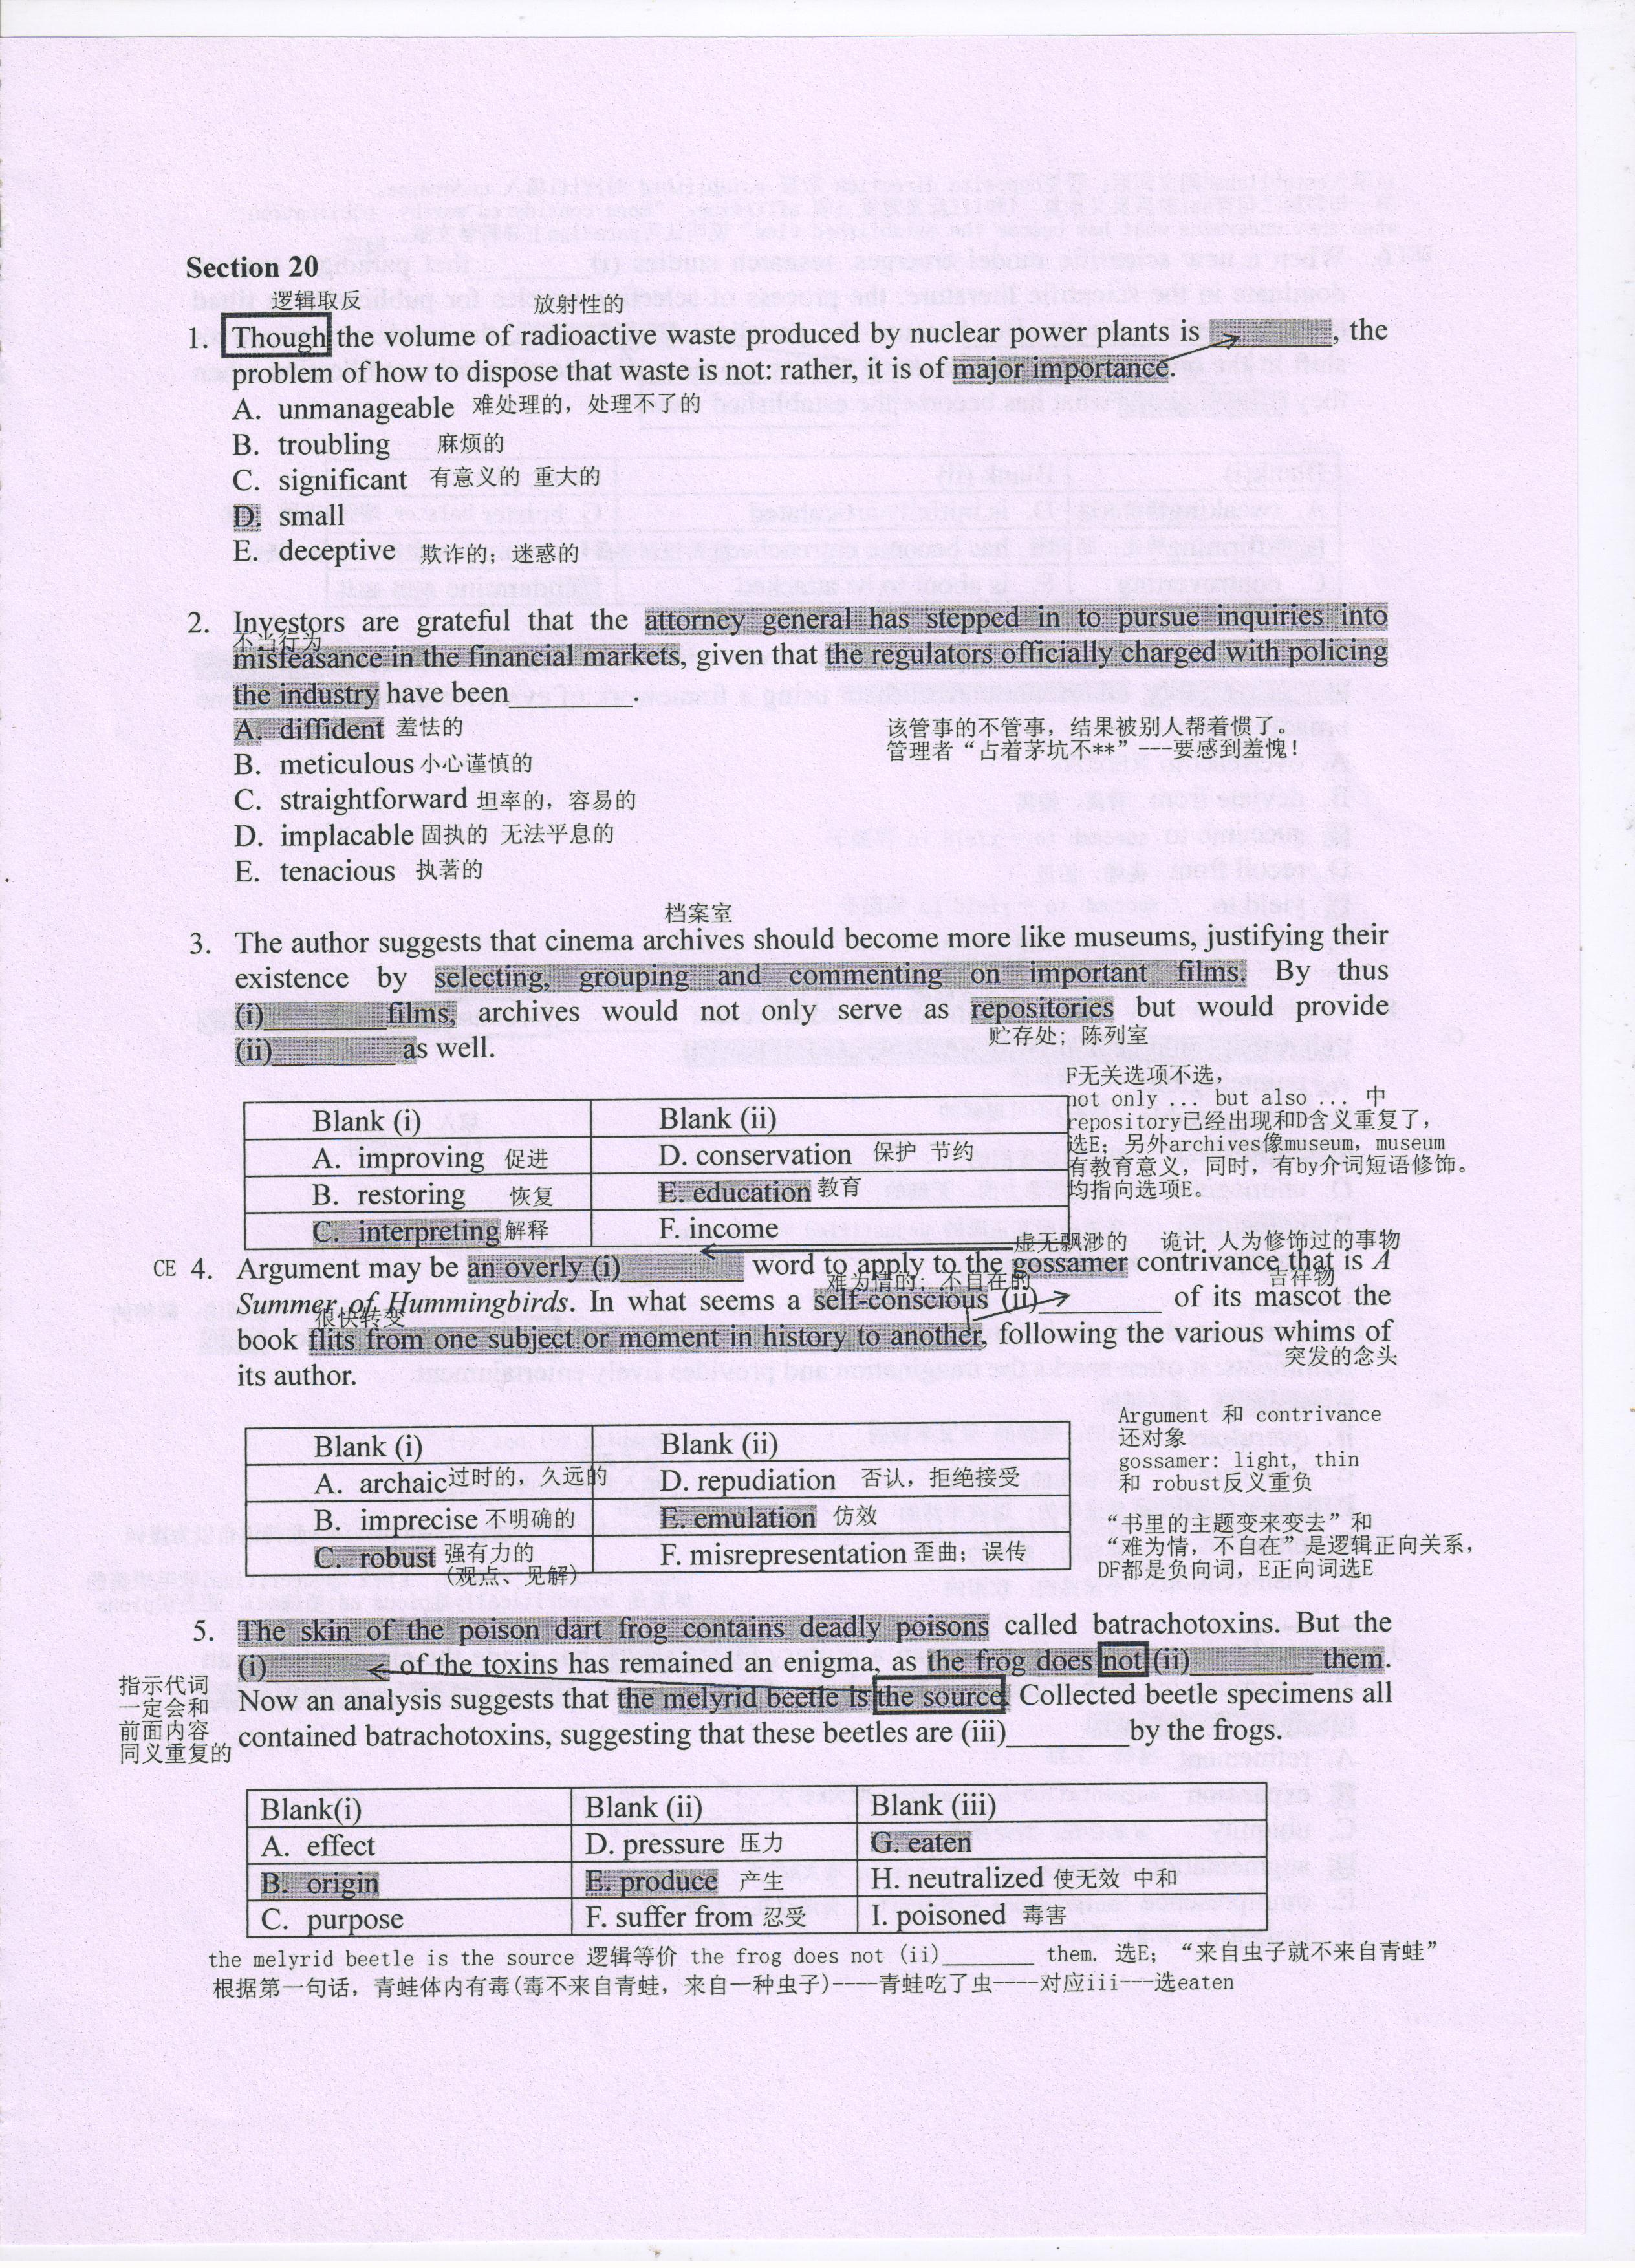 Section 20
逻辑取反
放射性的
1. Though the volume of radioactive waste produced by nuclear power plants is ________, the
problem of how to dispose that waste is not: rather, it is of major importance.
A. unmanageable 难处理的，处理不了的
B. troubling 麻烦的
C. significant 有意义的 重大的
D. small
E. deceptive 欺诈的；迷惑的
2. Investors are grateful that the attorney general has stepped in to pursue inquiries into
不当行为
misfeasance in the financial markets, given that the regulators officially charged with policing
the industry have been________.
A. diffident 羞怯的
B. meticulous 小心谨慎的
C. straightforward 坦率的，容易的
D. implacable 固执的 无法平息的
E. tenacious 执著的
该管事的不管事，结果被别人帮着惯了。
管理者“占着茅坑不**”---要感到羞愧！
档案室
3. The author suggests that cinema archives should become more like museums, justifying their
existence by selecting, grouping and commenting on important films. By thus
(i)________films, archives would not only serve as repositories but would provide
贮存处；陈列室
(ii)________as well.
Blank (i) Blank (ii)
A. improving 促进 D. conservation 保护 节约
B. restoring 恢复 E. education 教育
C. interpreting 解释 F. income
F无关选项不选，
not only ... but also ... 中
repository已经出现和D含义重复了，
选E；另外archives像museum，museum
有教育意义，同时，有by介词短语修饰。
均指向选项E。
虚无飘渺的 诡计 人为修饰过的事物
CE 4. Argument may be an overly (i)________ word to apply to the gossamer contrivance that is A
难为情的；不自在的 吉祥物
Summer of Hummingbirds. In what seems a self-conscious (ii)________ of its mascot the
很快转变
book flits from one subject or moment in history to another, following the various whims of
突发的念头
its author.
Blank (i) Blank (ii)
A. archaic 过时的，久远的 D. repudiation 否认，拒绝接受
B. imprecise 不明确的 E. emulation 仿效
C. robust 强有力的 F. misrepresentation 歪曲；误传
(观点、见解)
Argument 和 contrivance
还对象
gossamer: light, thin
和 robust反义重负
“书里的主题变来变去”和
“难为情，不自在”是逻辑正向关系，
DF都是负向词，E正向词选E
5. The skin of the poison dart frog contains deadly poisons called batrachotoxins. But the
(i)________ of the toxins has remained an enigma, as the frog does not (ii)________ them.
Now an analysis suggests that the melyrid beetle is the source. Collected beetle specimens all
contained batrachotoxins, suggesting that these beetles are (iii)________by the frogs.
指示代词
一定会和
前面内容
同义重复的
Blank(i) Blank (ii) Blank (iii)
A. effect D. pressure 压力 G. eaten
B. origin E. produce 产生 H. neutralized 使无效 中和
C. purpose F. suffer from 忍受 I. poisoned 毒害
the melyrid beetle is the source 逻辑等价 the frog does not (ii)_______ them. 选E；“来自虫子就不来自青蛙”
根据第一句话，青蛙体内有毒(毒不来自青蛙，来自一种虫子)----青蛙吃了虫----对应iii---选eaten